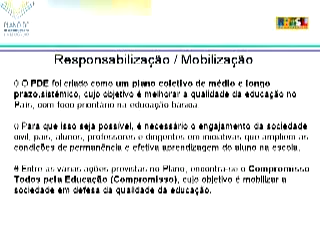 PLANO DE
BRASIL
Responsabilização / Mobilização
O PDE foi criado como um plano coletivo de médio e longo
prazo,sistêmico, cujo objetivo é melhorar a qualidade da educação no
País, com foco prioritário na educação básica.
Para que isso seja possível, é necessário o engajamento da sociedade
civil, pais, alunos, professores e dirigentes em iniciativas que ampliem as
condições de permanência e efetiva aprendizagem do aluno na escola.
# Entre as várias ações previstas no Plano, encontra-se o Compromisso
Todos pela Educação (Compromisso), cujo objetivo é mobilizar a
sociedade em defesa da qualidade da educação.